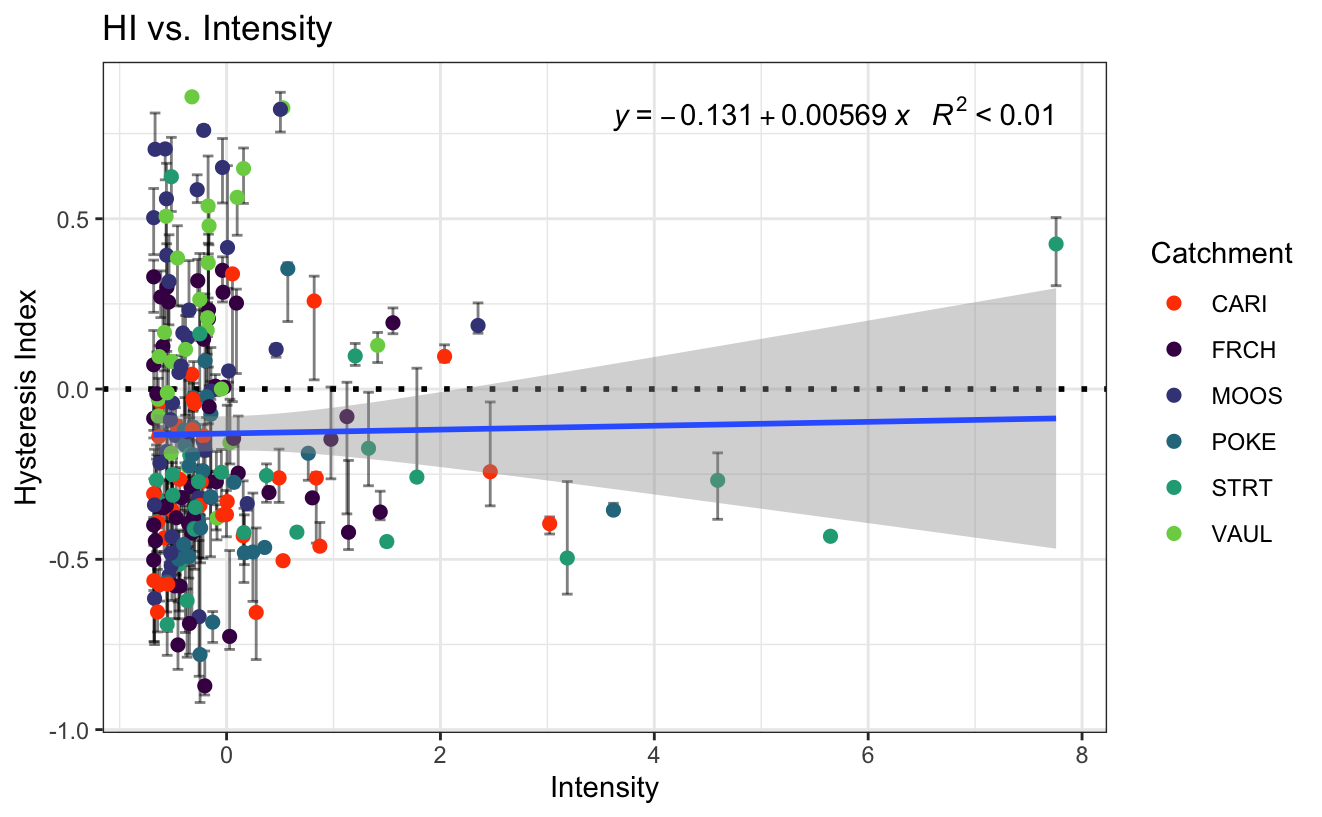 HI vs. Intensity
y = −0.131 + 0.00569 x R² < 0.01
Hysteresis Index
0.5
0.0
-0.5
-1.0
0 2 4 6 8
Intensity
Catchment
CARI
FRCH
MOOS
POKE
STRT
VAUL